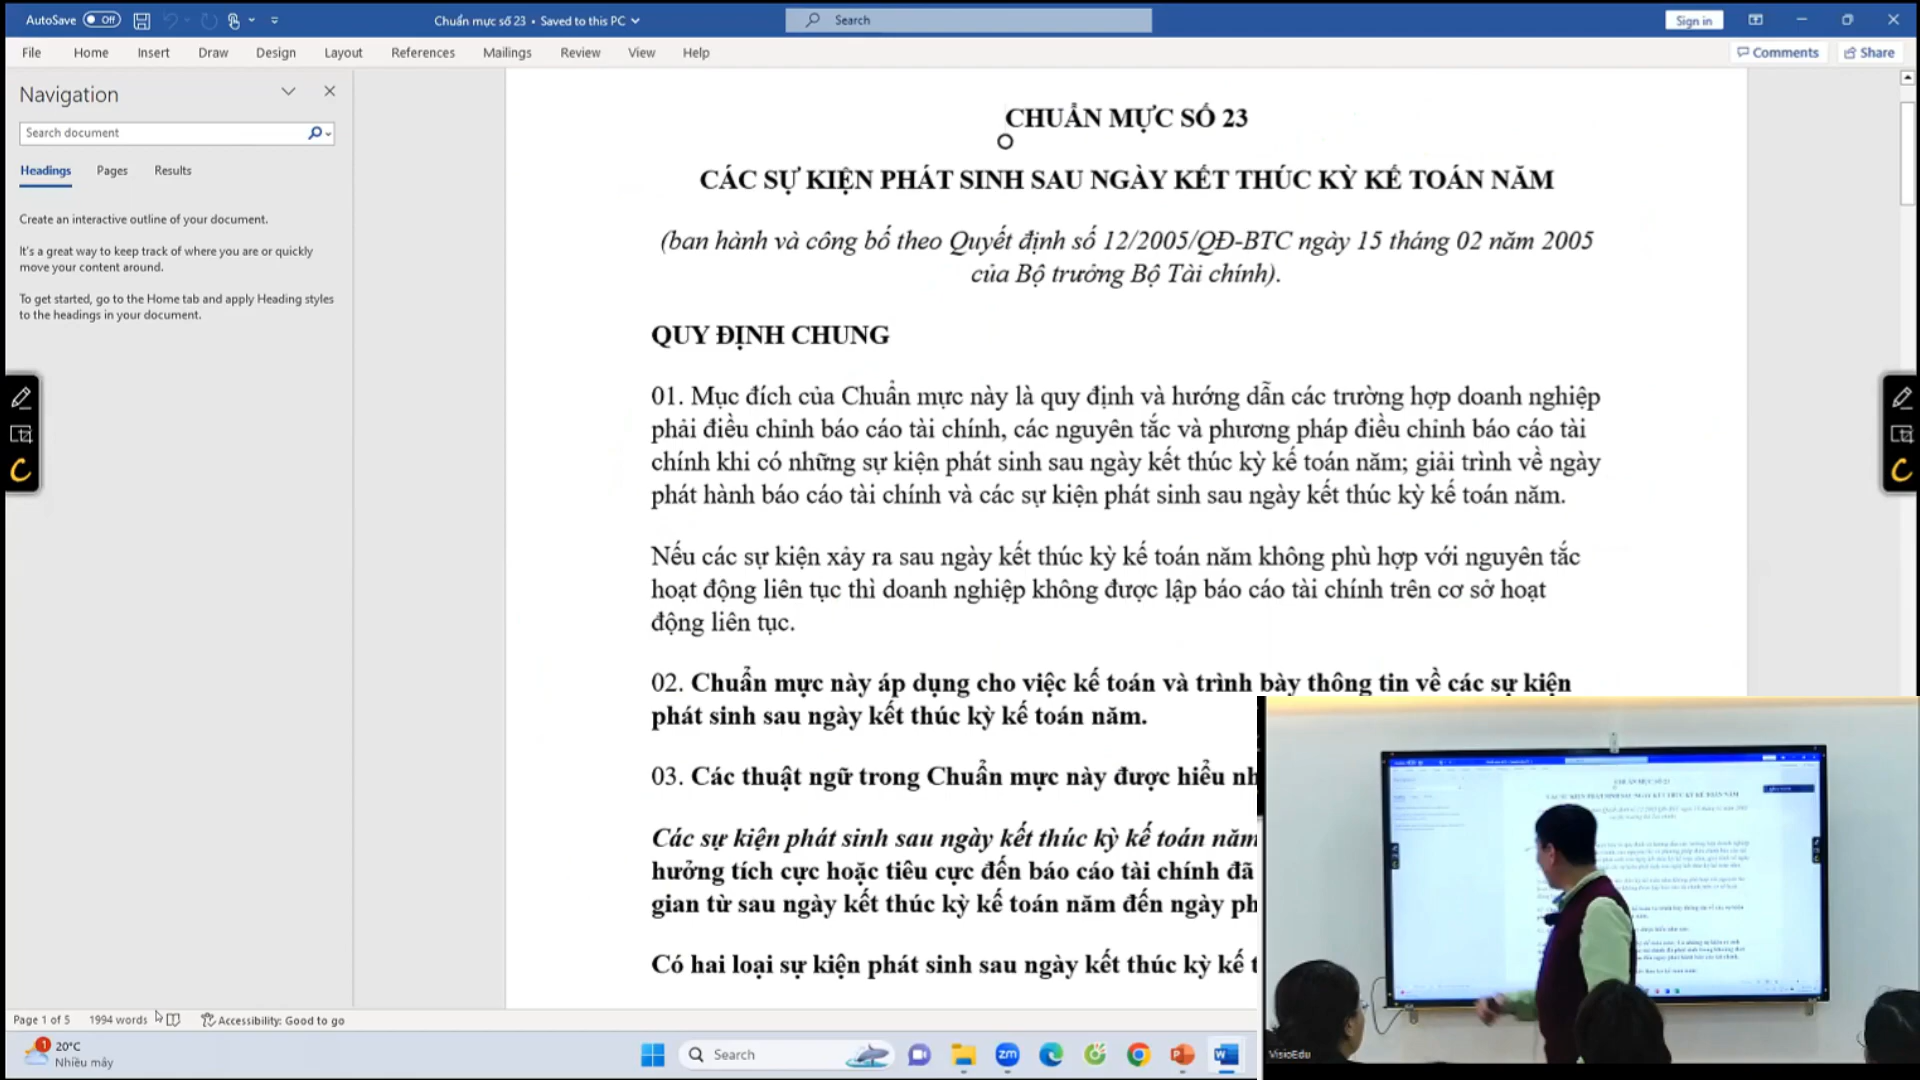 AutoSave Off
Chuẩn mực số 23 • Saved to this PC
Search
Sign in
File Home Insert Draw Design Layout References Mailings Review View Help
Comments Share
Navigation
Search document
Headings Pages Results
Create an interactive outline of your document.
It's a great way to keep track of where you are or quickly
move your content around.
To get started, go to the Home tab and apply Heading styles
to the headings in your document.
CHUẨN MỰC SỐ 23
CÁC SỰ KIỆN PHÁT SINH SAU NGÀY KẾT THÚC KỲ KẾ TOÁN NĂM
(ban hành và công bố theo Quyết định số 12/2005/QĐ-BTC ngày 15 tháng 02 năm 2005
của Bộ trưởng Bộ Tài chính).
QUY ĐỊNH CHUNG
01. Mục đích của Chuẩn mực này là quy định và hướng dẫn các trường hợp doanh nghiệp
phải điều chỉnh báo cáo tài chính, các nguyên tắc và phương pháp điều chỉnh báo cáo tài
chính khi có những sự kiện phát sinh sau ngày kết thúc kỳ kế toán năm; giải trình về ngày
phát hành báo cáo tài chính và các sự kiện phát sinh sau ngày kết thúc kỳ kế toán năm.
Nếu các sự kiện xảy ra sau ngày kết thúc kỳ kế toán năm không phù hợp với nguyên tắc
hoạt động liên tục thì doanh nghiệp không được lập báo cáo tài chính trên cơ sở hoạt
động liên tục.
02. Chuẩn mực này áp dụng cho việc kế toán và trình bày thông tin về các sự kiện
phát sinh sau ngày kết thúc kỳ kế toán năm.
03. Các thuật ngữ trong Chuẩn mực này được hiểu nh
Các sự kiện phát sinh sau ngày kết thúc kỳ kế toán năm
hưởng tích cực hoặc tiêu cực đến báo cáo tài chính đã
gian từ sau ngày kết thúc kỳ kế toán năm đến ngày ph
Có hai loại sự kiện phát sinh sau ngày kết thúc kỳ kế t
Page 1 of 5 1994 words Accessibility: Good to go
1
20°C
Nhiều mây
Search
zm
VisioEdu